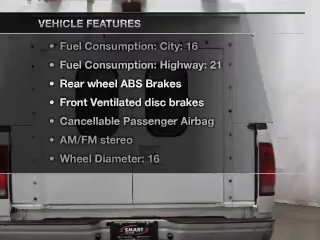 VEHICLE FEATURES
• Fuel Consumption: City: 16
• Fuel Consumption: Highway: 21
• Rear wheel ABS Brakes
• Front Ventilated disc brakes
• Cancellable Passenger Airbag
• AM/FM stereo
• Wheel Diameter: 16
SMART